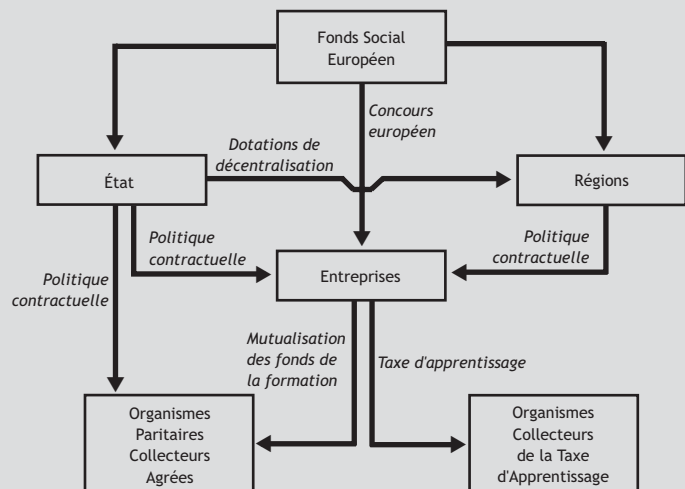 Fonds Social
Européen
Concours
européen
Dotations de
décentralisation
État
Régions
Politique
contractuelle
Politique
contractuelle
Politique
contractuelle
Entreprises
Mutualisation
des fonds de
la formation
Taxe d'apprentissage
Organismes
Paritaires
Collecteurs
Agrées
Organismes
Collecteurs
de la Taxe
d'Apprentissage